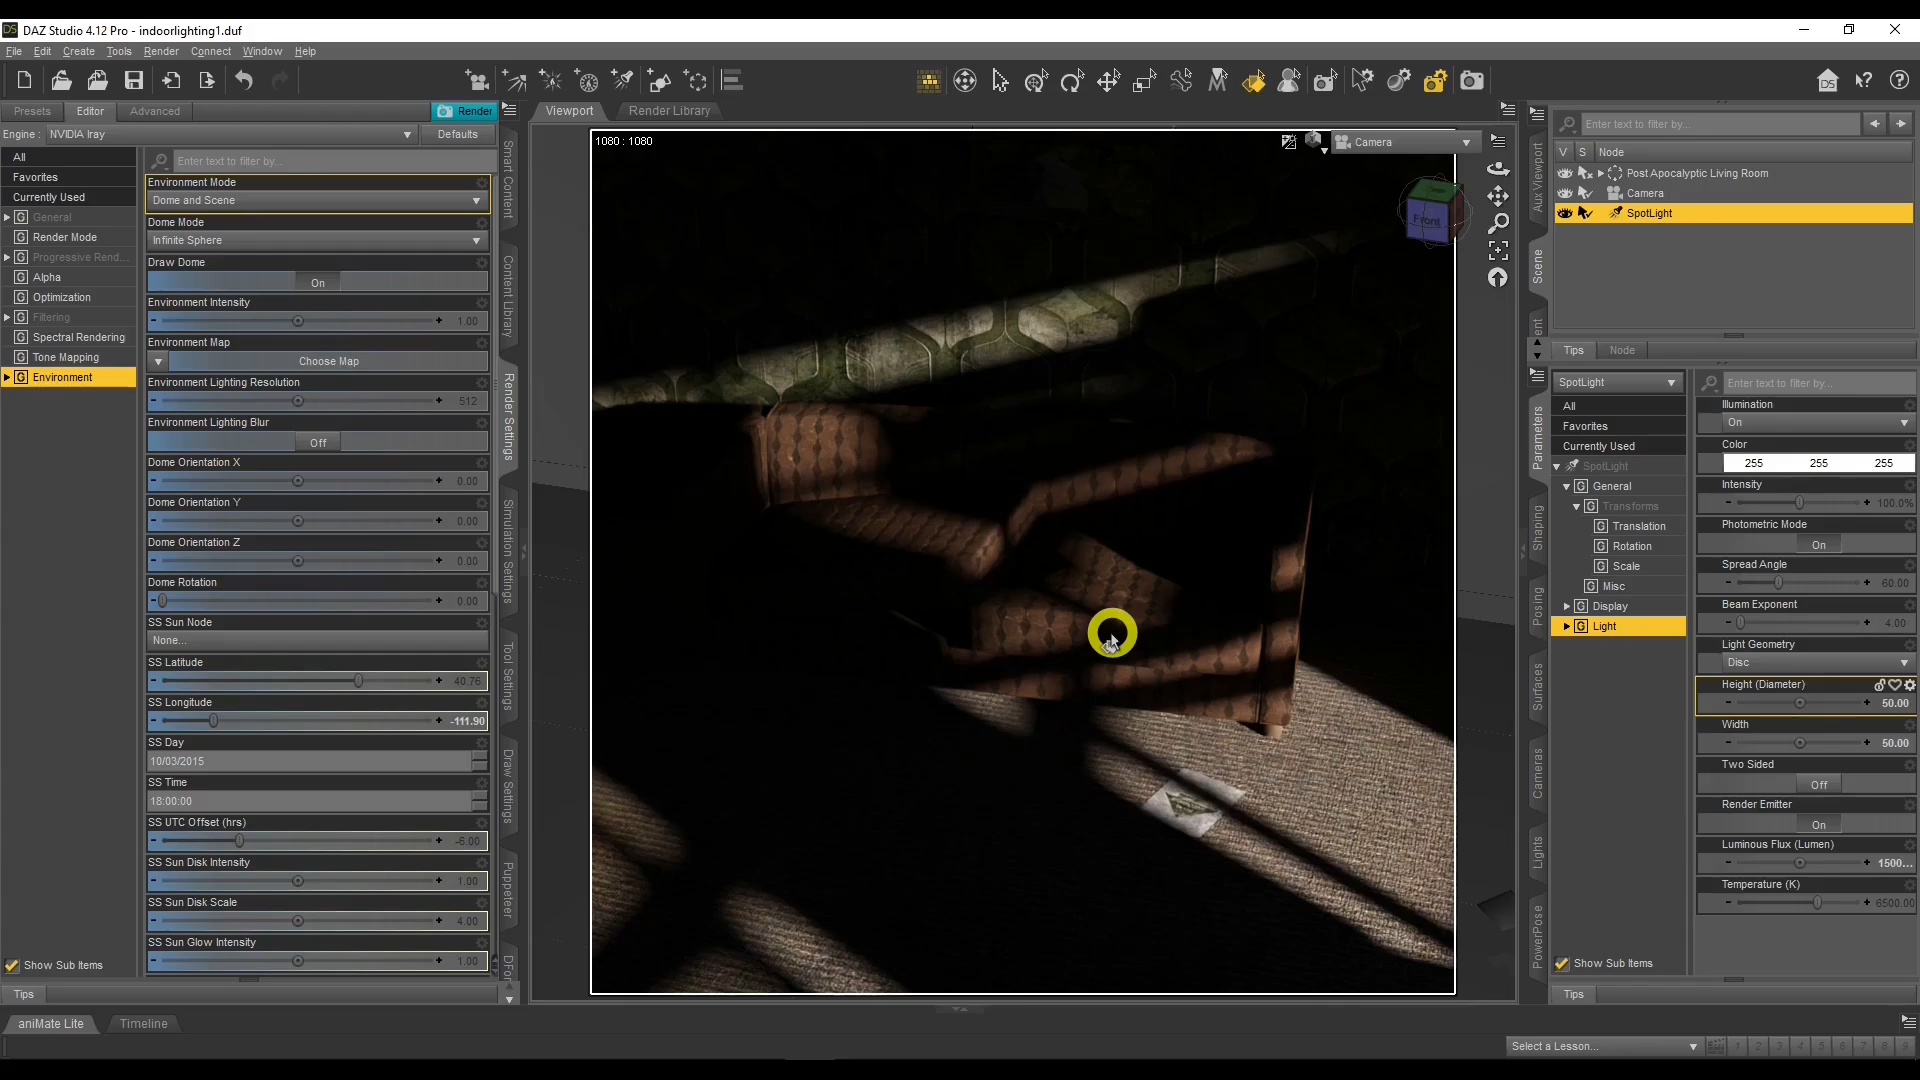 DAZ Studio 4.12 Pro - indoorlighting1.duf
File Edit Create Tools Render Connect Window Help
Presets Editor Advanced Render
Engine : NVIDIA Iray Defaults
All
Favorites
Currently Used
General
Render Mode
Progressive Rend...
Alpha
Optimization
Filtering
Spectral Rendering
Tone Mapping
Environment
Show Sub Items
Tips
Enter text to filter by...
Environment Mode
Dome and Scene
Dome Mode
Infinite Sphere
Draw Dome
On
Environment Intensity
1.00
Environment Map
Choose Map
Environment Lighting Resolution
512
Environment Lighting Blur
Off
Dome Orientation X
0.00
Dome Orientation Y
0.00
Dome Orientation Z
0.00
Dome Rotation
0.00
SS Sun Node
None...
SS Latitude
40.76
SS Longitude
-111.90
SS Day
10/03/2015
SS Time
18:00:00
SS UTC Offset (hrs)
-6.00
SS Sun Disk Intensity
1.00
SS Sun Disk Scale
4.00
SS Sun Glow Intensity
1.00
Smart Content
Content Library
Render Settings
Simulation Settings
Tool Settings
Draw Settings
Puppeteer
DFor
Viewport Render Library
1080 : 1080
Camera
Front
Aux Viewport
Scene
ent
Enter text to filter by...
V S Node
Post Apocalyptic Living Room
Camera
SpotLight
Tips Node
Parameters
Shaping
Posing
Surfaces
Cameras
Lights
PowerPose
SpotLight
All
Favorites
Currently Used
SpotLight
General
Transforms
Translation
Rotation
Scale
Misc
Display
Light
Show Sub Items
Tips
Enter text to filter by...
Illumination
On
Color
255 255 255
Intensity
100.0%
Photometric Mode
On
Spread Angle
60.00
Beam Exponent
4.00
Light Geometry
Disc
Height (Diameter)
50.00
Width
50.00
Two Sided
Off
Render Emitter
On
Luminous Flux (Lumen)
1500...
Temperature (K)
6500.00
aniMate Lite Timeline
Select a Lesson... 1 2 3 4 5 6 7 8 9